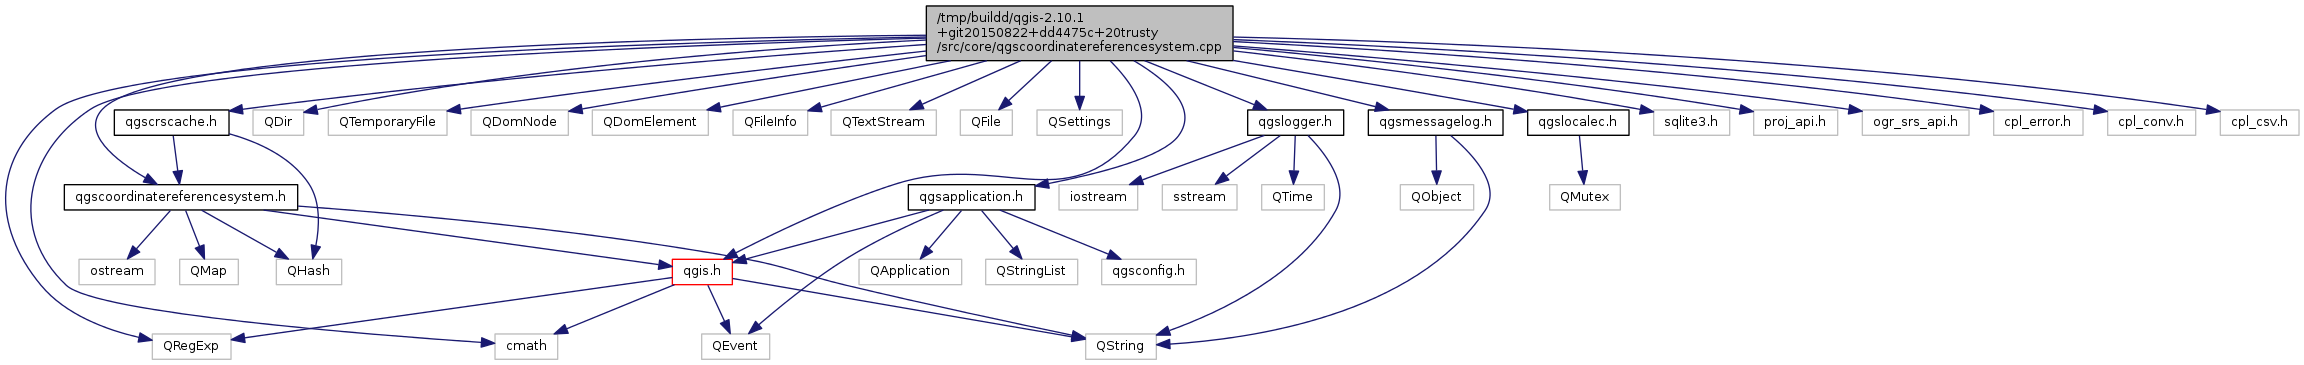 /tmp/buildd/qgis-2.10.1
+git20150822+dd4475c+20trusty
/src/core/qgscoordinatereferencesystem.cpp
qgscrscache.h
QDir
QTemporaryFile
QDomNode
QDomElement
QFileInfo
QTextStream
QFile
QSettings
qgslogger.h
qgsmessagelog.h
qgslocalec.h
sqlite3.h
proj_api.h
ogr_srs_api.h
cpl_error.h
cpl_conv.h
cpl_csv.h
qgscoordinatereferencesystem.h
qgsapplication.h
iostream
sstream
QTime
QObject
QMutex
ostream
QMap
QHash
qgis.h
QApplication
QStringList
qgsconfig.h
QRegExp
cmath
QEvent
QString